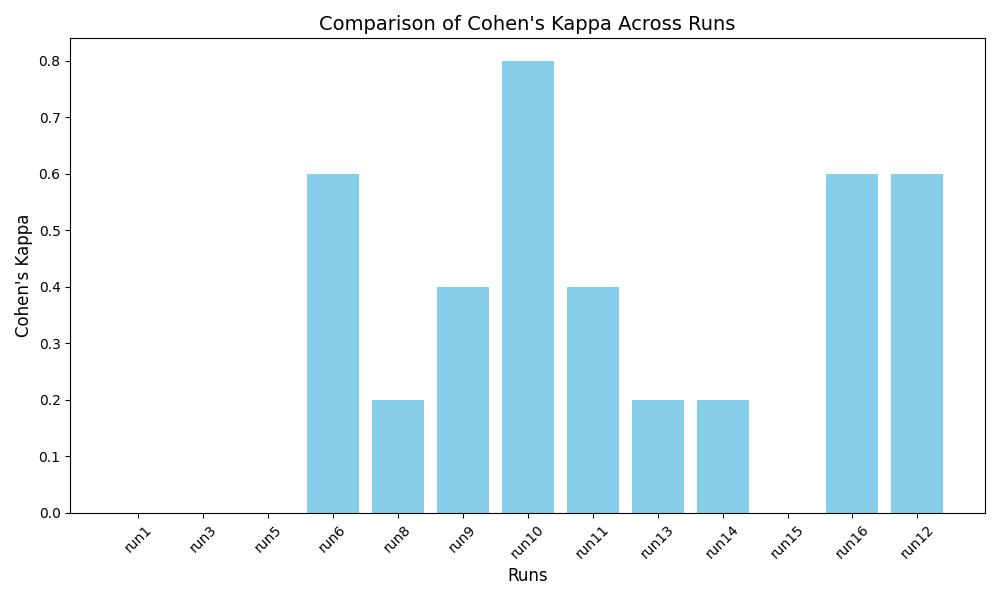 Comparison of Cohen's Kappa Across Runs
0.8
0.7
0.6
0.5
0.4
0.3
0.2
0.1
0.0
Cohen's Kappa
run1 run3 run5 run6 run8 run9 run10 run11 run13 run14 run15 run16 run12
Runs